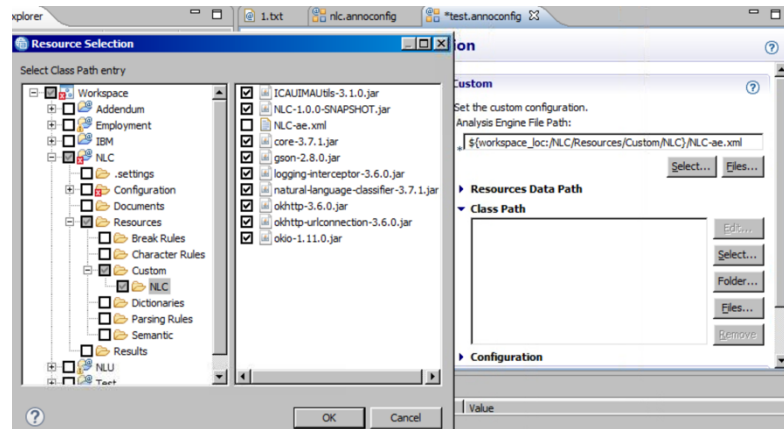 xplorer
1.txt
nlc.annoconfig
*test.annoconfig
Resource Selection
Select Class Path entry
Workspace
Addendum
Employment
IBM
NLC
.settings
Configuration
Documents
Resources
Break Rules
Character Rules
Custom
NLC
Dictionaries
Parsing Rules
Semantic
Results
NLU
Test
ICAUIMAUtils-3.1.0.jar
NLC-1.0.0-SNAPSHOT.jar
NLC-ae.xml
core-3.7.1.jar
gson-2.8.0.jar
logging-interceptor-3.6.0.jar
natural-language-classifier-3.7.1.jar
okhttp-3.6.0.jar
okhttp-urlconnection-3.6.0.jar
okio-1.11.0.jar
OK
Cancel
ion
Custom
Set the custom configuration.
Analysis Engine File Path:
* ${workspace_loc:/NLC/Resources/Custom/NLC}/NLC-ae.xml
Select...
Files...
Resources Data Path
Class Path
Edit...
Select...
Folder...
Files...
Remove
Configuration
Value